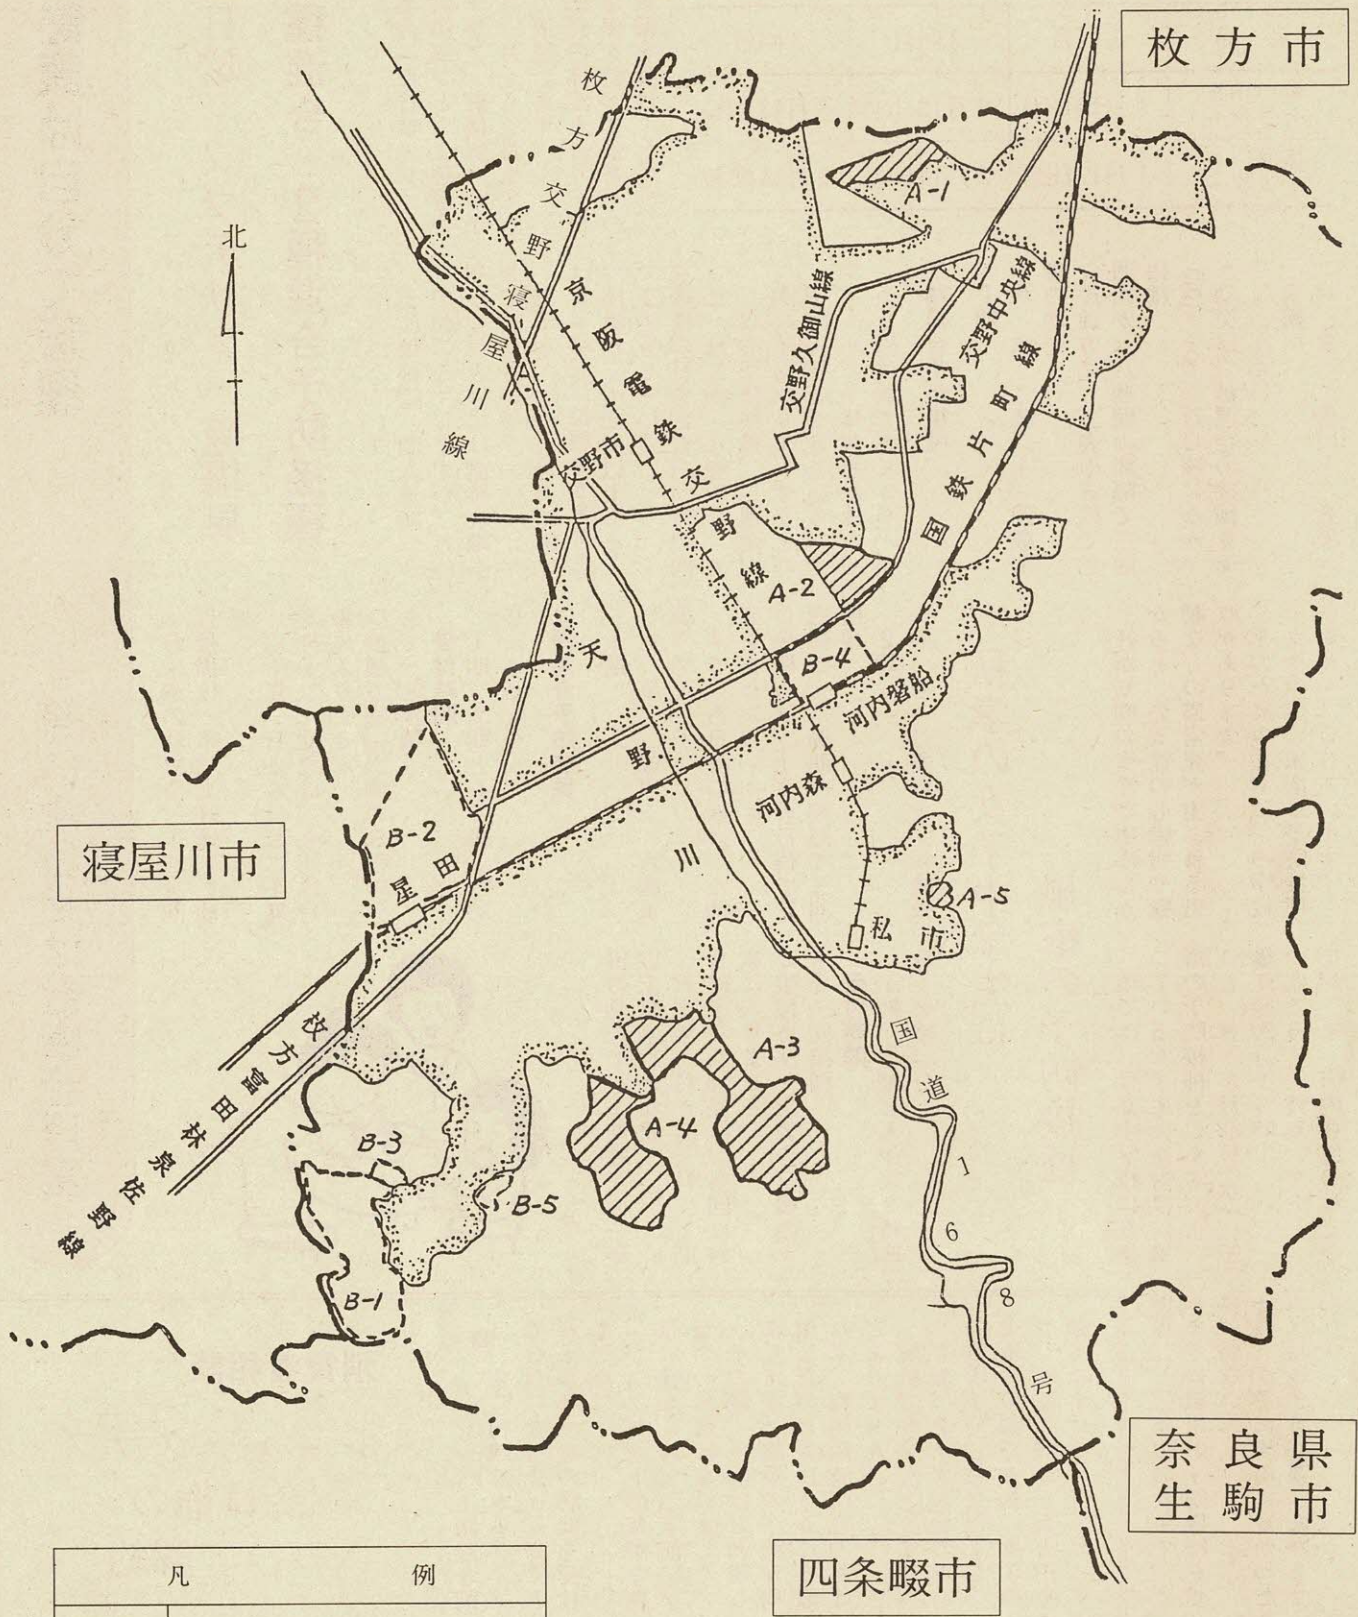 枚方市
北
枚方交野寝屋川線
京阪電鉄交野線
交野市
交野久御山線
交野中央線
国鉄片町線
A-1
A-2
B-4
河内磐船
河内森
天野川
寝屋川市
B-2
星田
私市
A-5
国道168号
A-3
A-4
枚方富田林泉佐野線
B-3
B-5
B-1
奈良県
生駒市
四条畷市
凡例